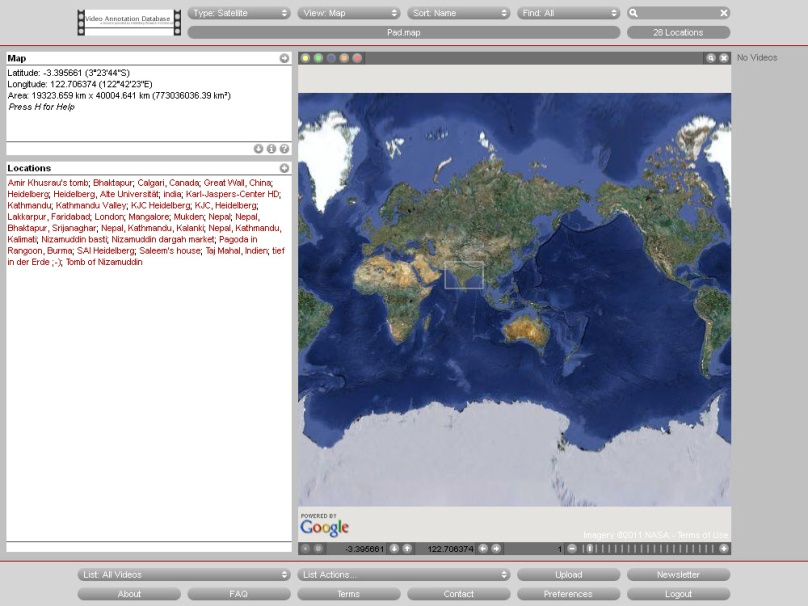 Video Annotation Database
Type: Satellite
View: Map
Sort: Name
Find: All
Pad.map
28 Locations
Map
Latitude: -3.395661 (3°23'44"S)
Longitude: 122.706374 (122°42'23"E)
Area: 19323.659 km x 40004.641 km (773036036.39 km²)
Press H for Help
Locations
Amir Khusrau's tomb; Bhaktapur; Calgari, Canada; Great Wall, China;
Heidelberg; Heidelberg, Alte Universität; india; Karl-Jaspers-Center HD;
Kathmandu; Kathmandu Valley; KJC Heidelberg; KJC, Heidelberg;
Lakkarpur, Faridabad; London; Mangalore; Mukden; Nepal; Nepal,
Bhaktapur, Srijanaghar; Nepal, Kathmandu, Kalanki; Nepal, Kathmandu,
Kalimati; Nizamuddin basti; Nizamuddin dargah market; Pagoda in
Rangoon, Burma; SAI Heidelberg; Saleem's house; Taj Mahal, Indien; tief
in der Erde ;-); Tomb of Nizamuddin
No Videos
POWERED BY
Google
Imagery ©2011 NASA - Terms of Use
-3.395661
122.706374
1
List: All Videos
List Actions...
Upload
Newsletter
About
FAQ
Terms
Contact
Preferences
Logout